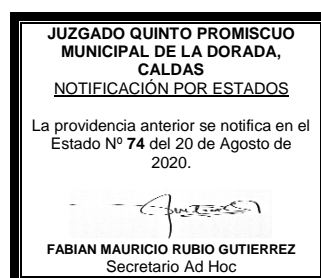 JUZGADO QUINTO PROMISCUO
MUNICIPAL DE LA DORADA,
CALDAS
NOTIFICACIÓN POR ESTADOS
La providencia anterior se notifica en el
Estado Nº 74 del 20 de Agosto de
2020.
FABIAN MAURICIO RUBIO GUTIERREZ
Secretario Ad Hoc